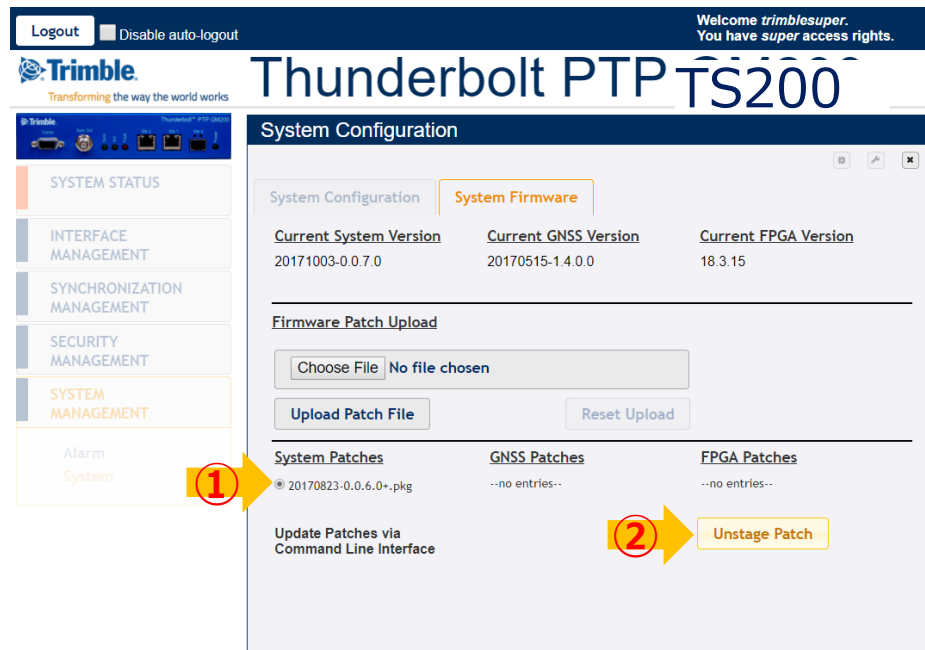 Logout
Disable auto-logout
Welcome trimblesuper.
You have super access rights.
Trimble.
Transforming the way the world works
Thunderbolt PTP
TS200
Trimble
Thunderbolt™ PTP GM200
System Configuration
SYSTEM STATUS
INTERFACE
MANAGEMENT
SYNCHRONIZATION
MANAGEMENT
SECURITY
MANAGEMENT
SYSTEM
MANAGEMENT
Alarm
System
System Configuration
System Firmware
Current System Version
Current GNSS Version
Current FPGA Version
20171003-0.0.7.0
20170515-1.4.0.0
18.3.15
Firmware Patch Upload
Choose File No file chosen
Upload Patch File
Reset Upload
System Patches
GNSS Patches
FPGA Patches
1
20170823-0.0.6.0+.pkg
--no entries--
--no entries--
Update Patches via
Command Line Interface
2
Unstage Patch